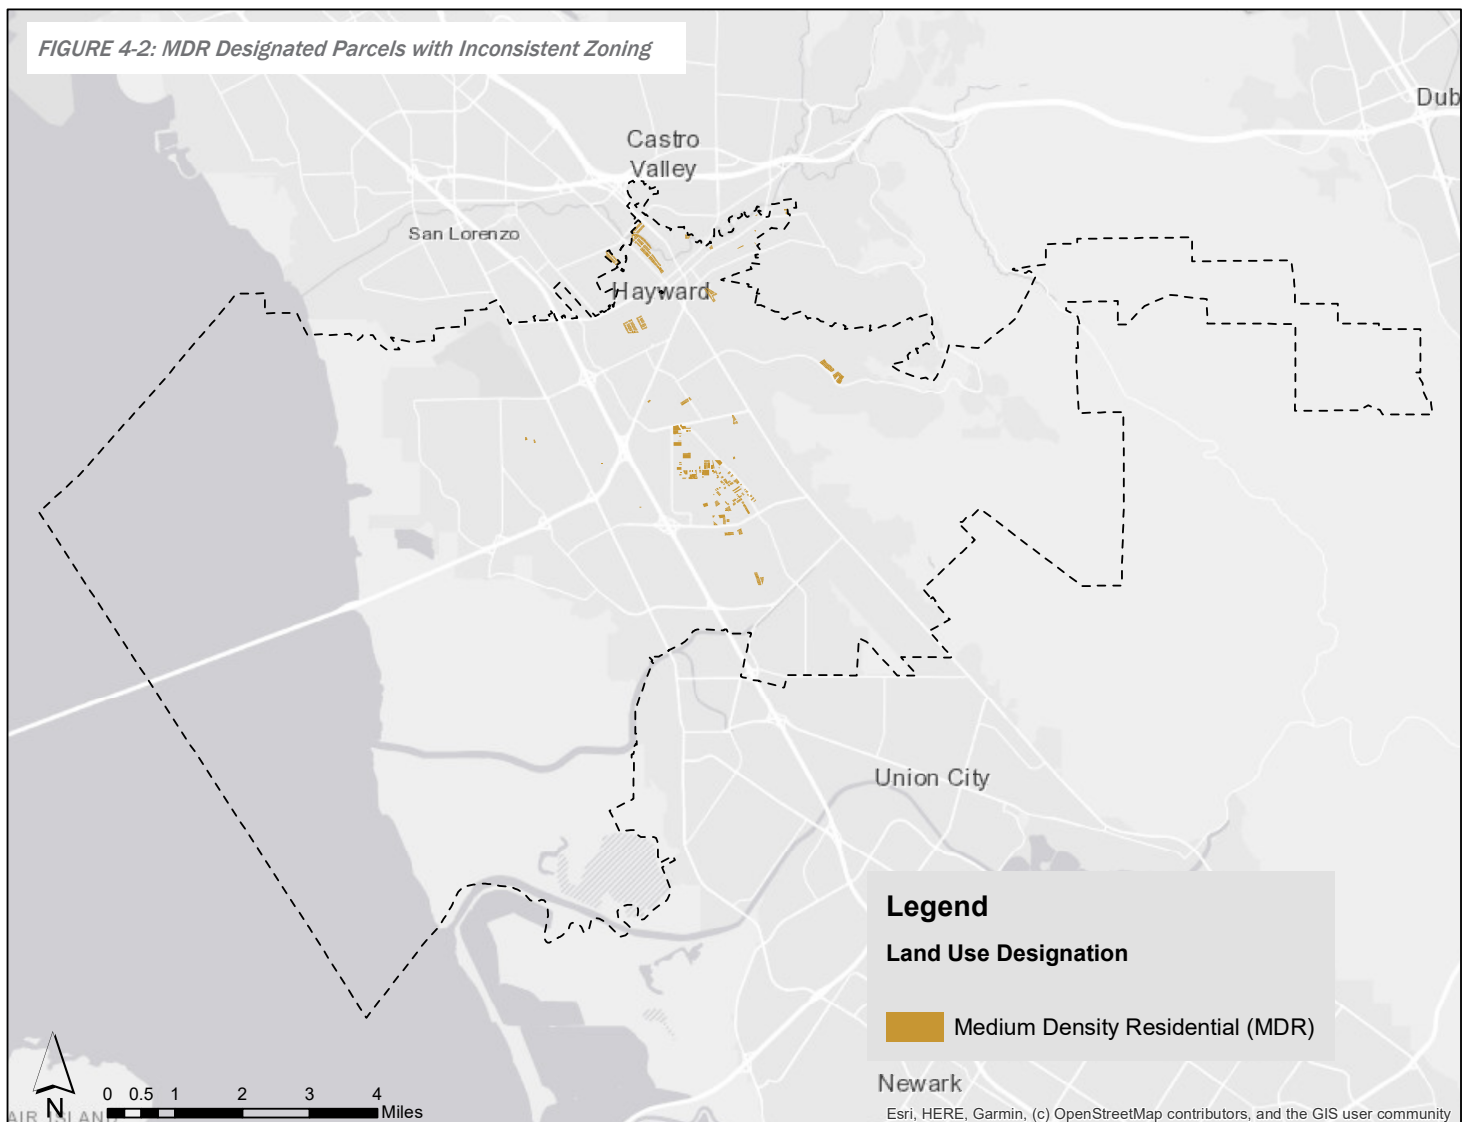 FIGURE 4-2: MDR Designated Parcels with Inconsistent Zoning
Dub
Castro
Valley
San Lorenzo
Hayward
Union City
Legend
Land Use Designation
Medium Density Residential (MDR)
Newark
N
0 0.5 1 2 3 4
Miles
AIR ISLAND
Esri, HERE, Garmin, (c) OpenStreetMap contributors, and the GIS user community